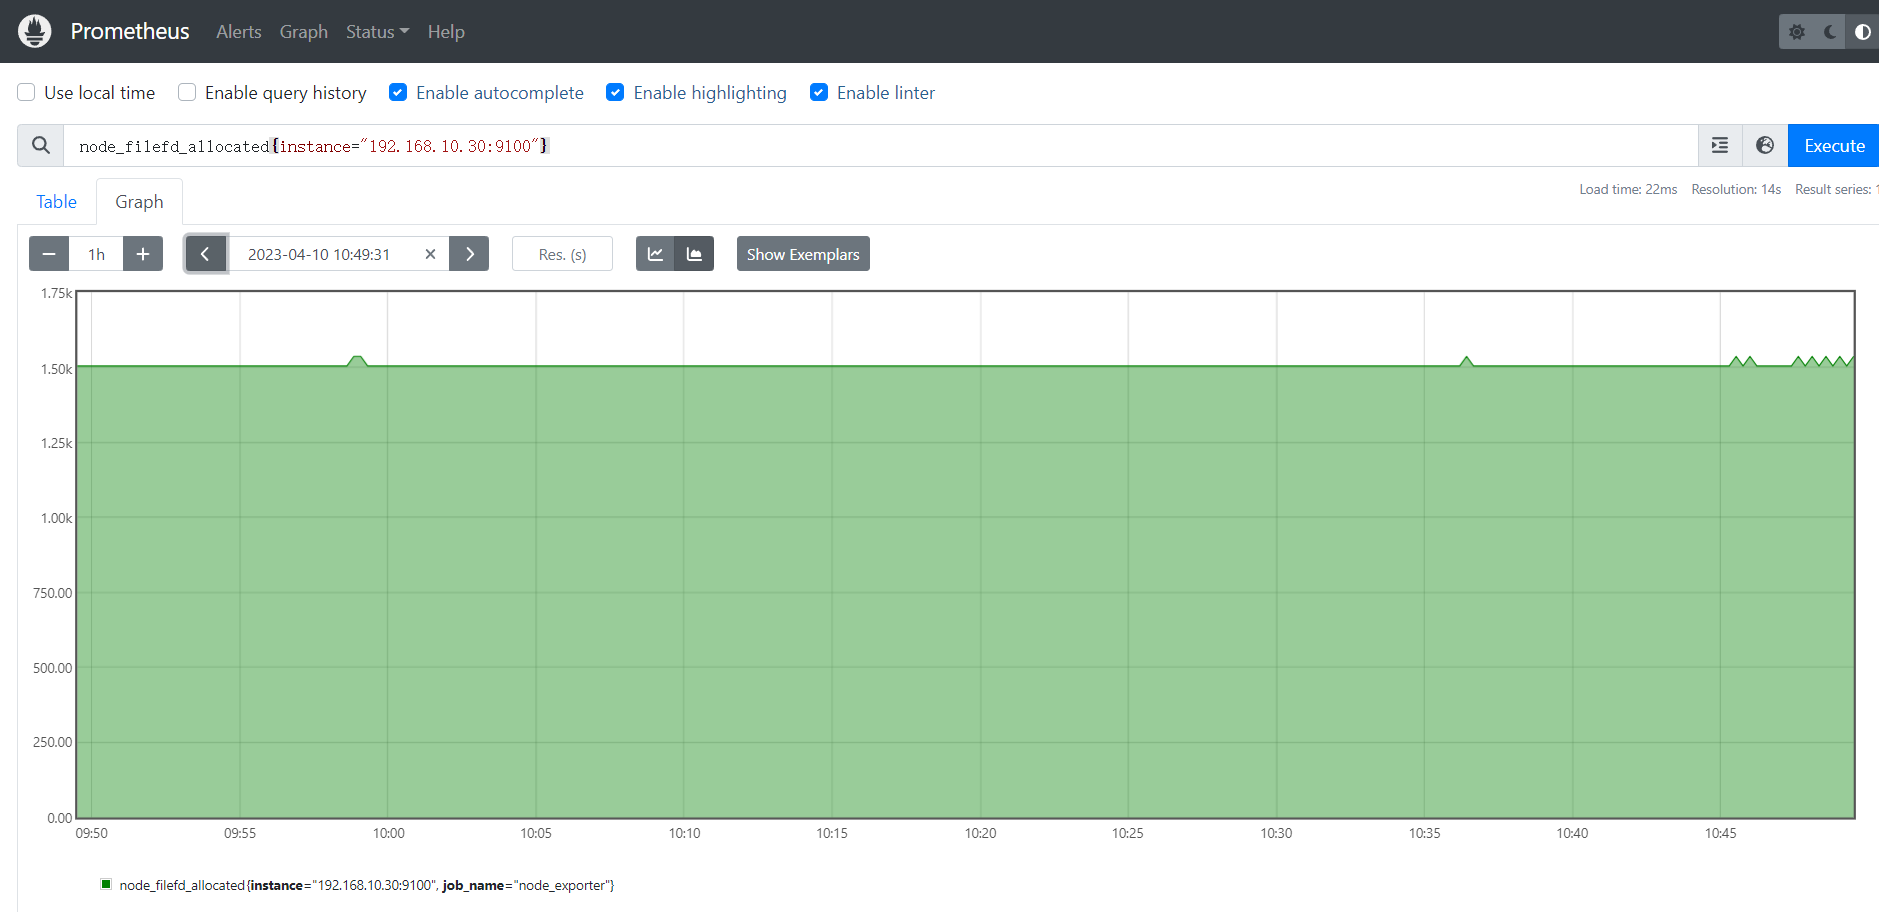 Prometheus Alerts Graph Status Help
Use local time Enable query history Enable autocomplete Enable highlighting Enable linter
node_filefd_allocated{instance="192.168.10.30:9100"} Execute
Table Graph Load time: 22ms Resolution: 14s Result series: 1
1h 2023-04-10 10:49:31 Res. (s) Show Exemplars
1.75k
1.50k
1.25k
1.00k
750.00
500.00
250.00
0.00
09:50 09:55 10:00 10:05 10:10 10:15 10:20 10:25 10:30 10:35 10:40 10:45
node_filefd_allocated{instance="192.168.10.30:9100", job_name="node_exporter"}